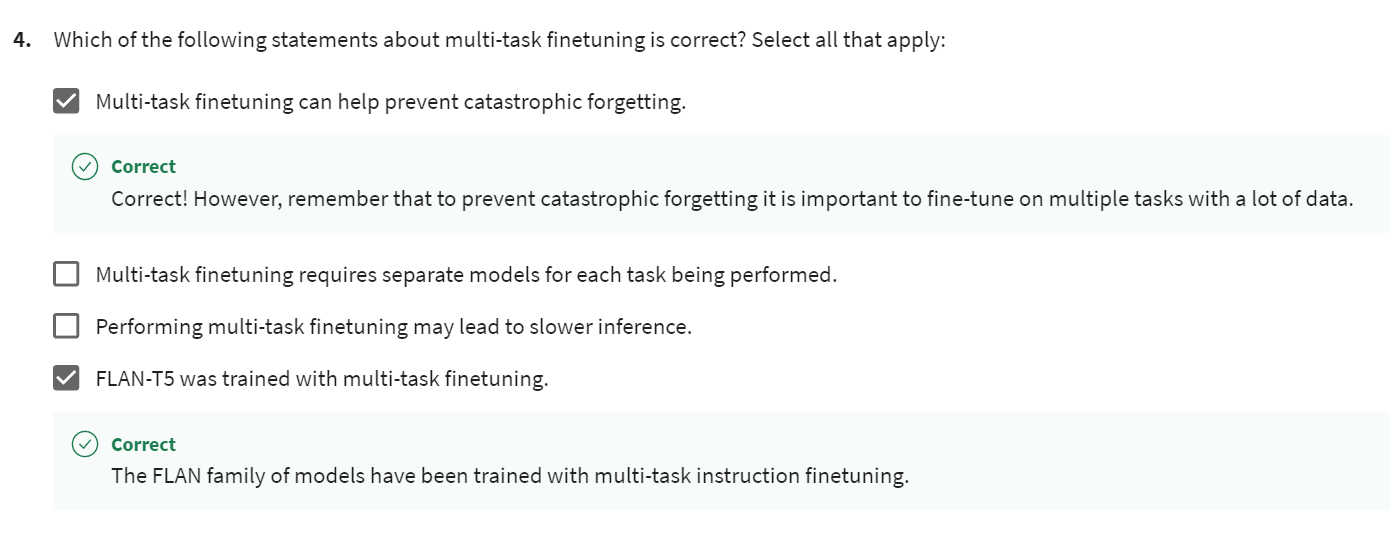 4. Which of the following statements about multi-task finetuning is correct? Select all that apply:
Multi-task finetuning can help prevent catastrophic forgetting.
Correct
Correct! However, remember that to prevent catastrophic forgetting it is important to fine-tune on multiple tasks with a lot of data.
Multi-task finetuning requires separate models for each task being performed.
Performing multi-task finetuning may lead to slower inference.
FLAN-T5 was trained with multi-task finetuning.
Correct
The FLAN family of models have been trained with multi-task instruction finetuning.